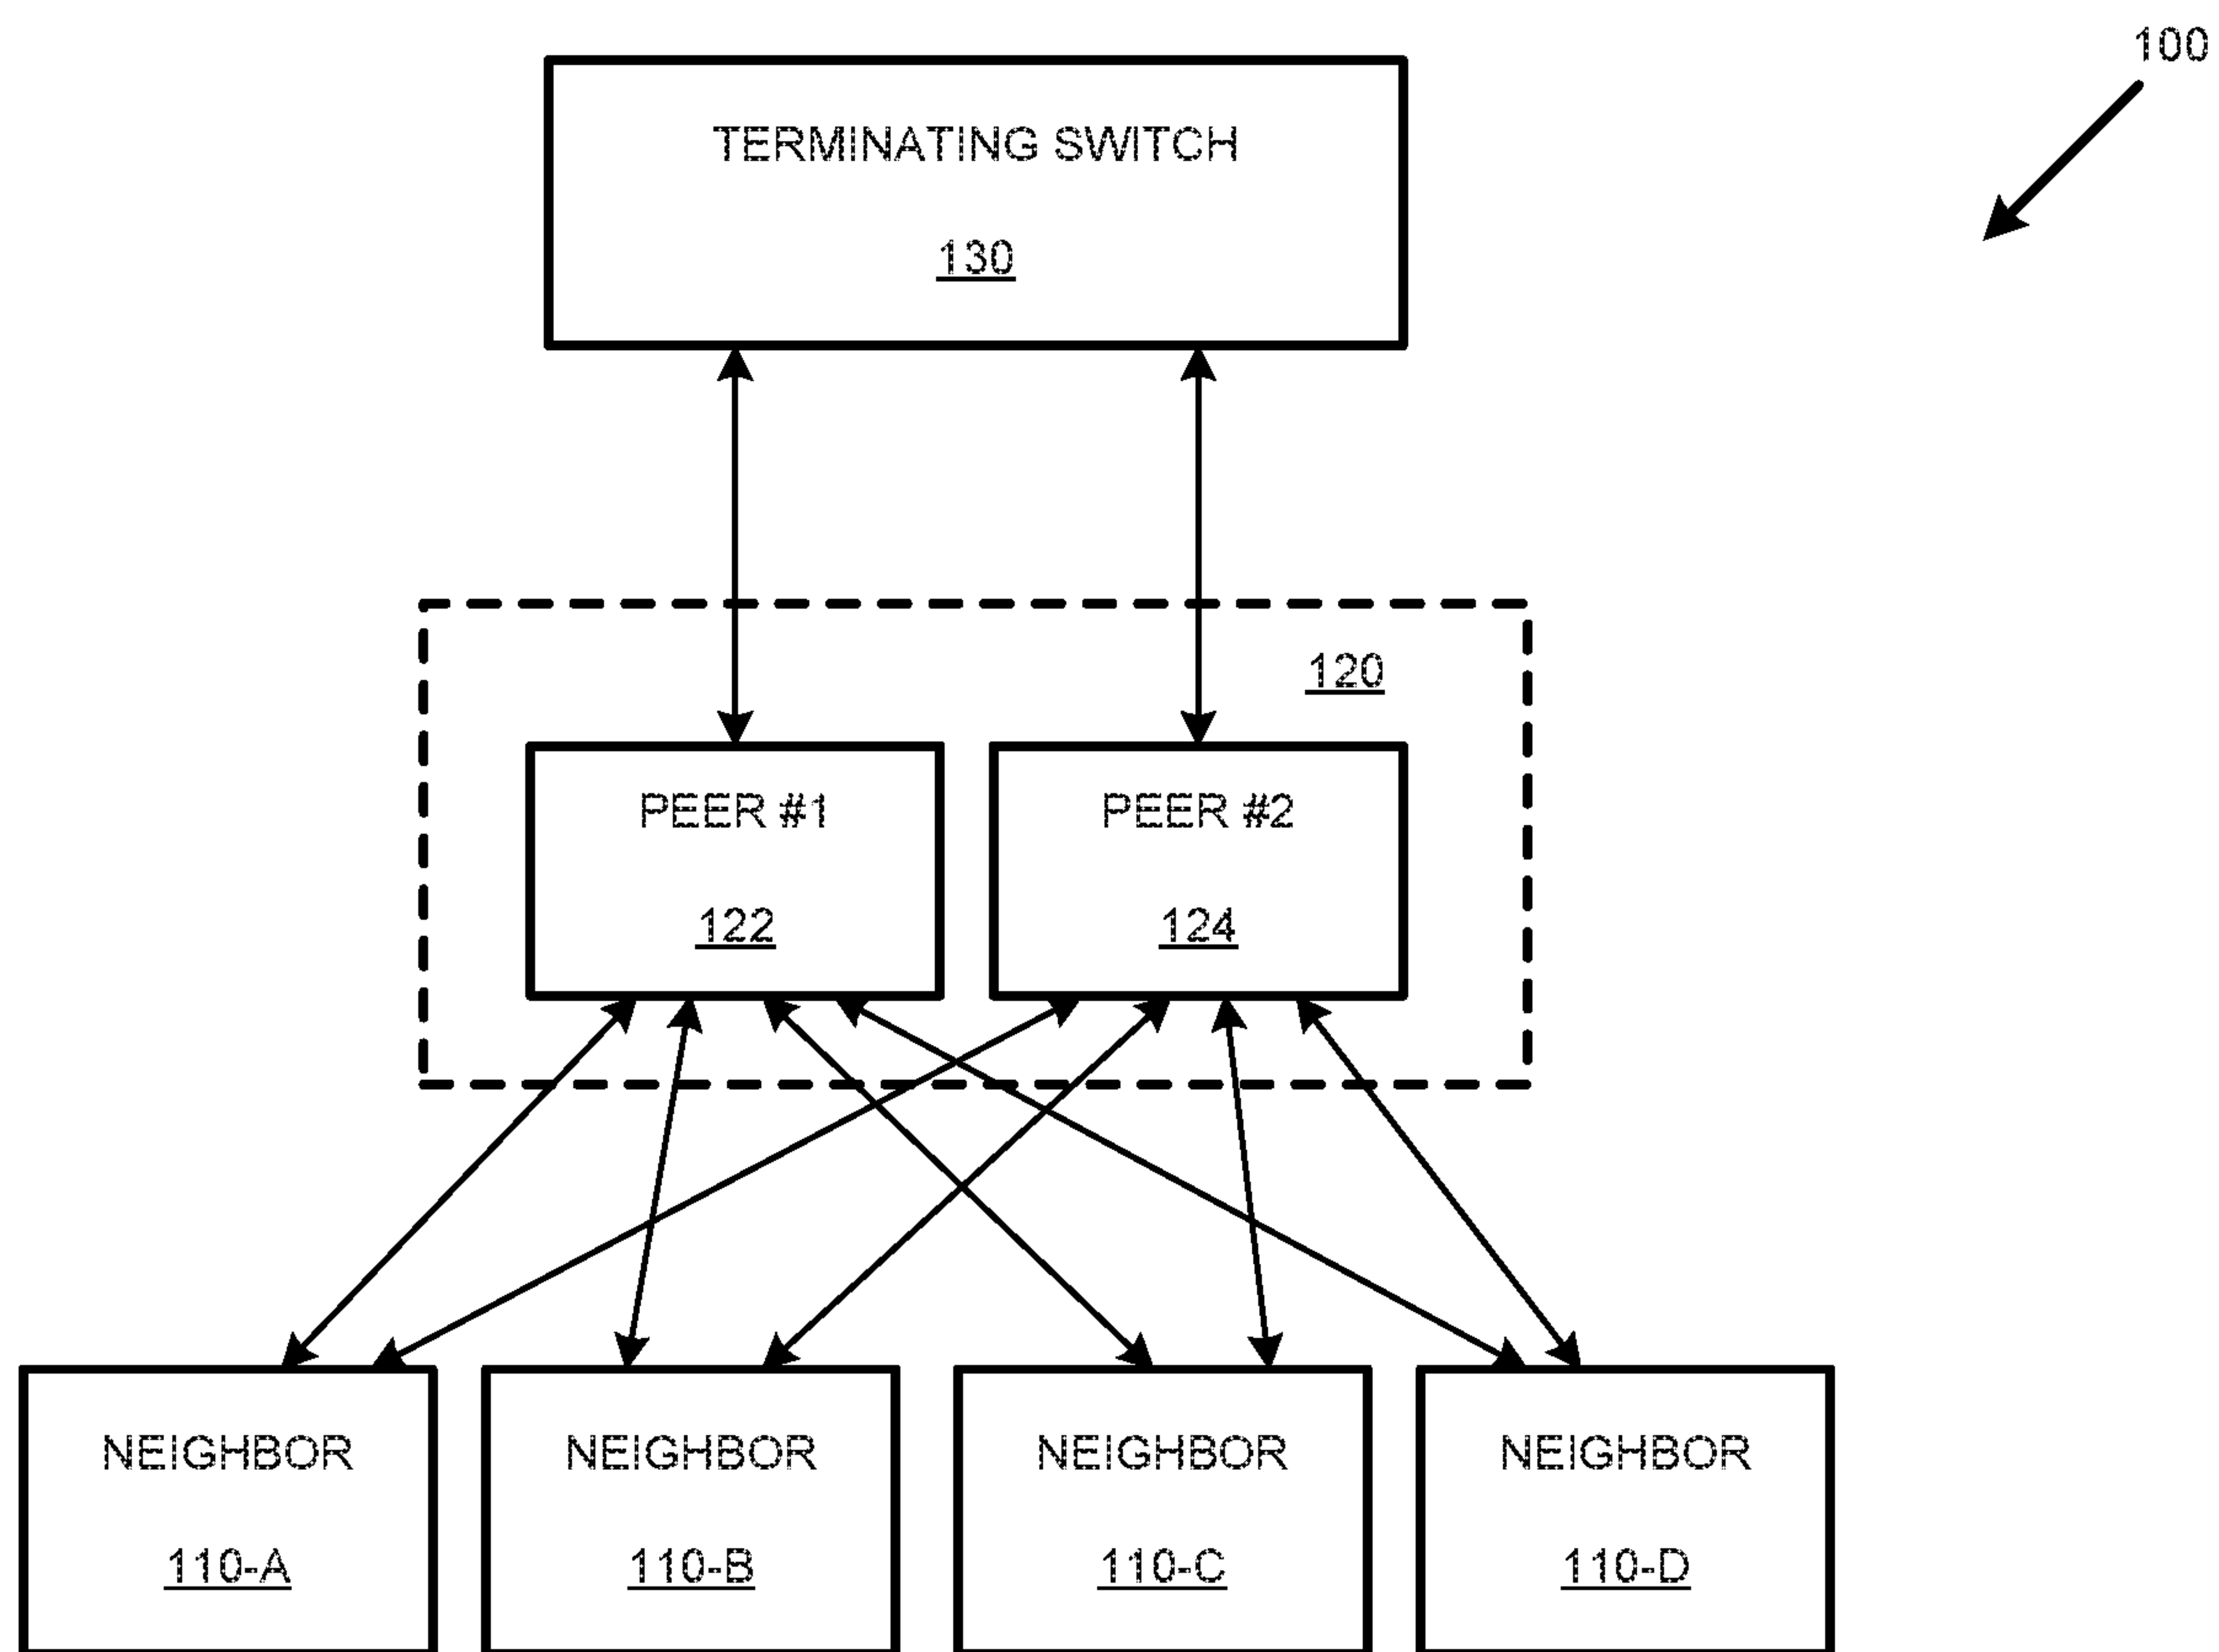 100
TERMINATING SWITCH
130
120
PEER #1
122
PEER #2
124
NEIGHBOR
110-A
NEIGHBOR
110-B
NEIGHBOR
110-C
NEIGHBOR
110-D